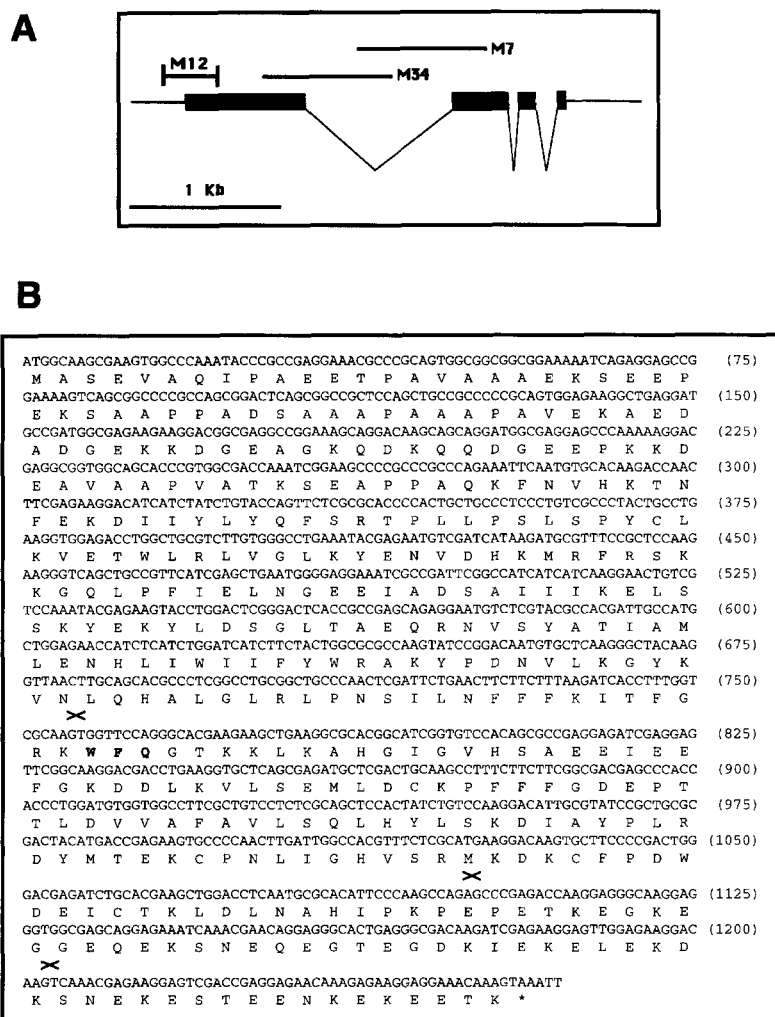 A
M7
M12
M34
1 Kb
B
ATGGCAAGCGAAGTGGCCCAAATACCCGCCGAGGAAACGCCCGCAGTGGCGGCGGCGGAAAAATCAGAGGAGCCG (75)
M A S E V A Q I P A E E T P A V A A A E K S E E P
GAAAAGTCAGCGGCCCCGCCAGCGGACTCAGCGGCCGCTCCAGCTGCCGCCCCCGCAGTGGAGAAGGCTGAGGAT (150)
E K S A A P P A D S A A A P A A A P A V E K A E D
GCCGATGGCGAGAAGAAGGACGGCGAGGCCGGAAAGCAGGACAAGCAGCAGGATGGCGAGGAGCCCAAAAAGGAC (225)
A D G E K K D G E A G K Q D K Q Q D G E E P K K D
GAGGCGGTGGCAGCACCCGTGGCGACCAAATCGGAAGCCCCGCCCGCCCAGAAATTCAATGTGCACAAGACCAAC (300)
E A V A A P V A T K S E A P P A Q K F N V H K T N
TTCGAGAAGGACATCATCTATCTGTACCAGTTCTCGCGCACCCCACTGCTGCCCTCCCTGTCGCCCTACTGCCTG (375)
F E K D I I Y L Y Q F S R T P L L P S L S P Y C L
AAGGTGGAGACCTGGCTGCGTCTTGTGGGCCTGAAATACGAGAATGTCGATCATAAGATGCGTTTCCGCTCCAAG (450)
K V E T W L R L V G L K Y E N V D H K M R F R S K
AAGGGTCAGCTGCCGTTCATCGAGCTGAATGGGGAGGAAATCGCCGATTCGGCCATCATCATCAAGGAACTGTCG (525)
K G Q L P F I E L N G E E I A D S A I I I K E L S
TCCAAATACGAGAAGTACCTGGACTCGGGACTCACCGCCGAGCAGAGGAATGTCTCGTACGCCACGATTGCCATG (600)
S K Y E K Y L D S G L T A E Q R N V S Y A T I A M
CTGGAGAACCATCTCATCTGGATCATCTTCTACTGGCGCGCCAAGTATCCGGACAATGTGCTCAAGGGCTACAAG (675)
L E N H L I W I I F Y W R A K Y P D N V L K G Y K
GTTAACTTGCAGCACGCCCTCGGCCTGCGGCTGCCCAACTCGATTCTGAACTTCTTCTTTAAGATCACCTTTGGT (750)
V N L Q H A L G L R L P N S I L N F F F K I T F G
CGCAAGTGGTTCCAGGGCACGAAGAAGCTGAAGGCGCACGGCATCGGTGTCCACAGCGCCGAGGAGATCGAGGAG (825)
R K W F Q G T K K L K A H G I G V H S A E E I E E
TTCGGCAAGGACGACCTGAAGGTGCTCAGCGAGATGCTCGACTGCAAGCCTTTCTTCTTCGGCGACGAGCCCACC (900)
F G K D D L K V L S E M L D C K P F F F G D E P T
ACCCTGGATGTGGTGGCCTTCGCTGTCCTCTCGCAGCTCCACTATCTGTCCAAGGACATTGCGTATCCGCTGCGC (975)
T L D V V A F A V L S Q L H Y L S K D I A Y P L R
GACTACATGACCGAGAAGTGCCCCAACTTGATTGGCCACGTTTCTCGCATGAAGGACAAGTGCTTCCCCGACTGG (1050)
D Y M T E K C P N L I G H V S R M K D K C F P D W
GACGAGATCTGCACGAAGCTGGACCTCAATGCGCACATTCCCAAGCCAGAGCCCGAGACCAAGGAGGGCAAGGAG (1125)
D E I C T K L D L N A H I P K P E P E T K E G K E
GGTGGCGAGCAGGAGAAATCAAACGAACAGGAGGGCACTGAGGGCGACAAGATCGAGAAGGAGTTGGAGAAGGAC (1200)
G G E Q E K S N E Q E G T E G D K I E K E L E K D
AAGTCAAACGAGAAGGAGTCGACCGAGGAGAACAAAGAGAAGGAGGAAACAAAGTAAATT
K S N E K E S T E E N K E K E E T K *